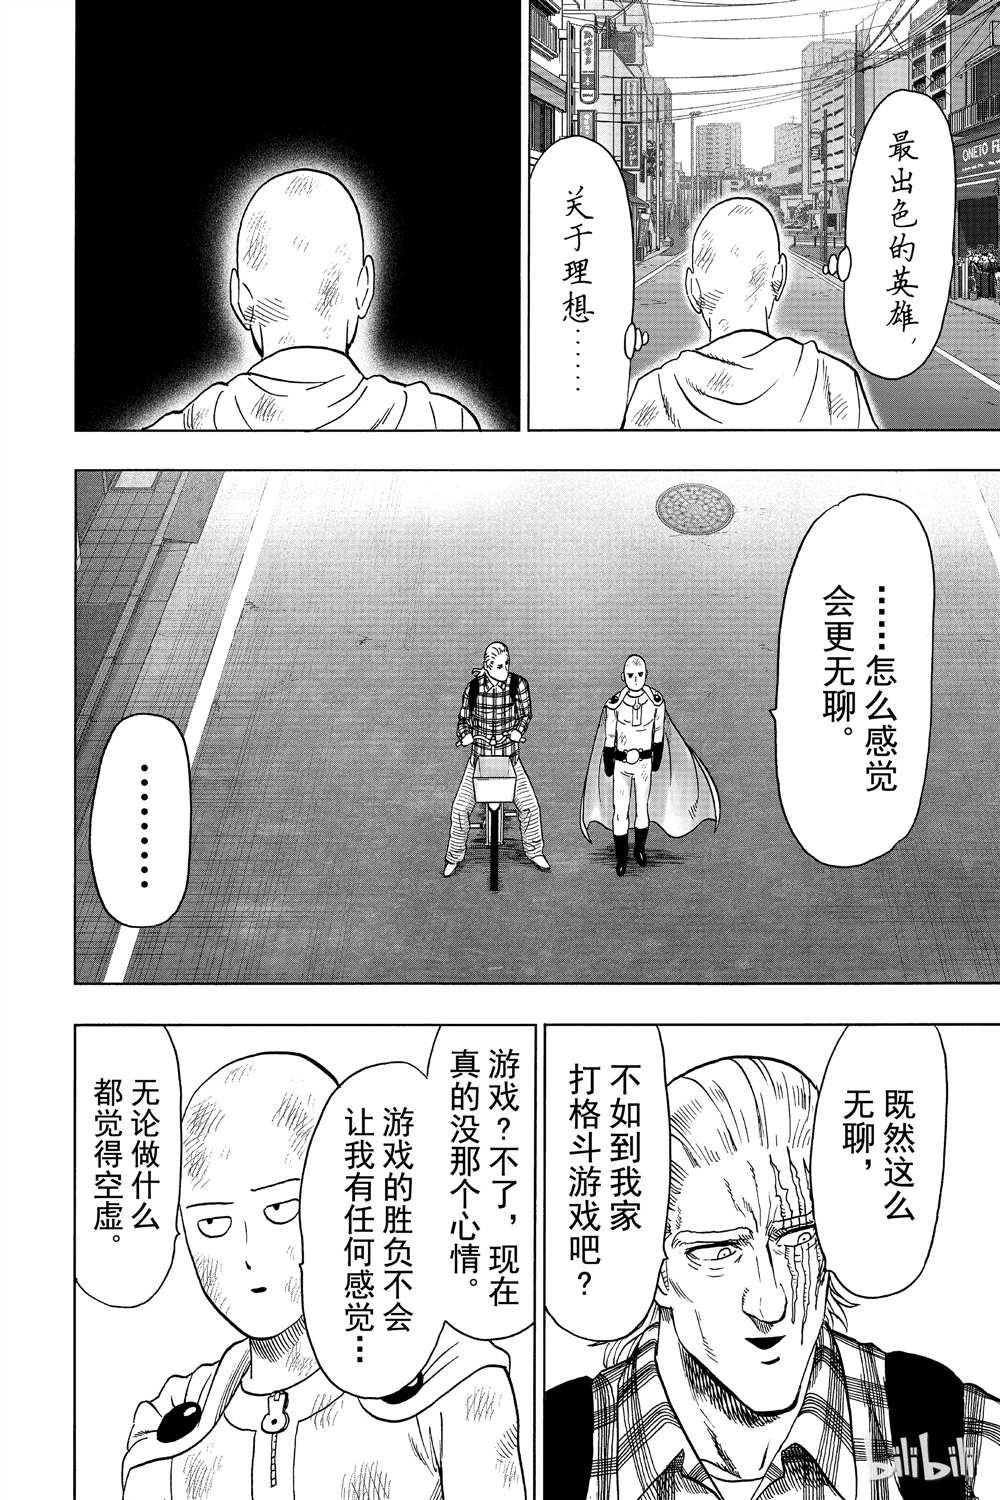 最出色的英雄，
关于理想……
ONETO FE
……怎么感觉
会更无聊。
………
既然这么
无聊，
不如到我家
打格斗游戏吧？
游戏？不了，现在
真的没那个心情。
游戏的胜负不会
让我有任何感觉…
无论做什么
都觉得空虚。
bilibili